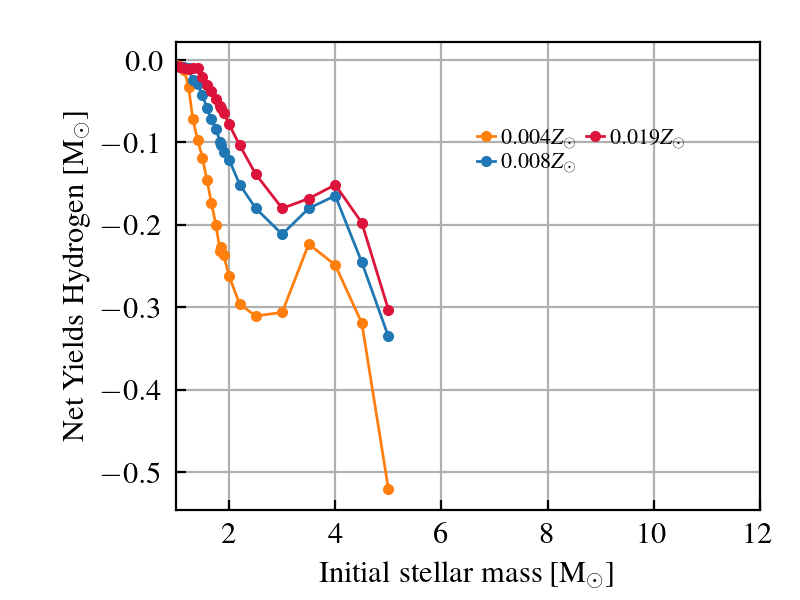 0.0
−0.1
−0.2
−0.3
−0.4
−0.5
Net Yields Hydrogen [M☉]
0.004Z☉ 0.019Z☉
0.008Z☉
2 4 6 8 10 12
Initial stellar mass [M☉]